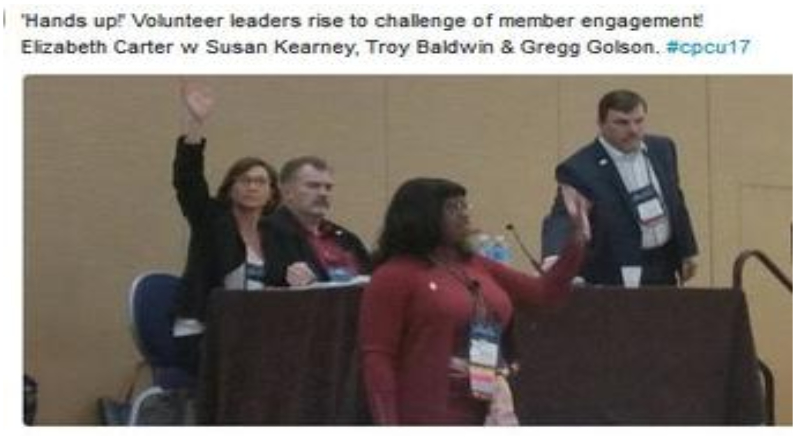 'Hands up!' Volunteer leaders rise to challenge of member engagement!
Elizabeth Carter w Susan Kearney, Troy Baldwin & Gregg Golson. #cpcu17